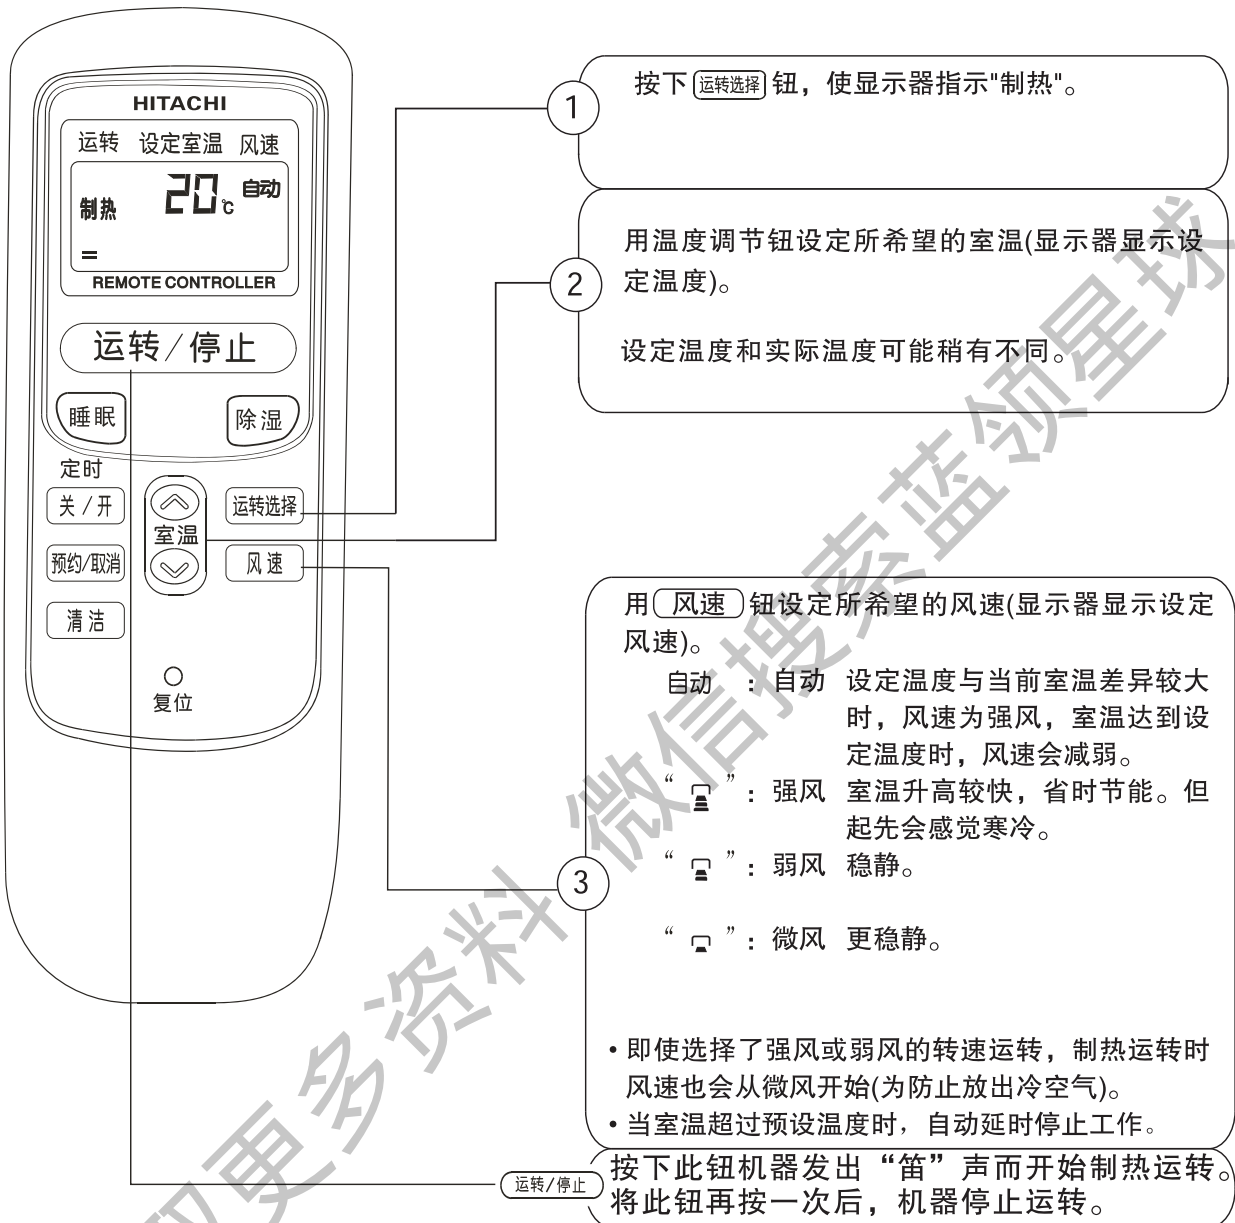 HITACHI
运转 设定室温 风速
制热 20℃ 自动
REMOTE CONTROLLER
运转/停止
睡眠 除湿
定时
关/开
室温
运转选择
预约/取消
风速
清洁
复位
1
按下 运转选择 钮，使显示器指示"制热"。
2
用温度调节钮设定所希望的室温(显示器显示设
定温度)。
设定温度和实际温度可能稍有不同。
3
用 风速 钮设定所希望的风速(显示器显示设定
风速)。
自动 ：自动 设定温度与当前室温差异较大
时，风速为强风，室温达到设
定温度时，风速会减弱。
“ ”：强风 室温升高较快，省时节能。但
起先会感觉寒冷。
“ ”：弱风 稳静。
“ ”：微风 更稳静。
•即使选择了强风或弱风的转速运转，制热运转时
风速也会从微风开始(为防止放出冷空气)。
•当室温超过预设温度时，自动延时停止工作。
运转/停止
按下此钮机器发出“笛”声而开始制热运转。
将此钮再按一次后，机器停止运转。
取更多资料 微信搜索蓝领星球